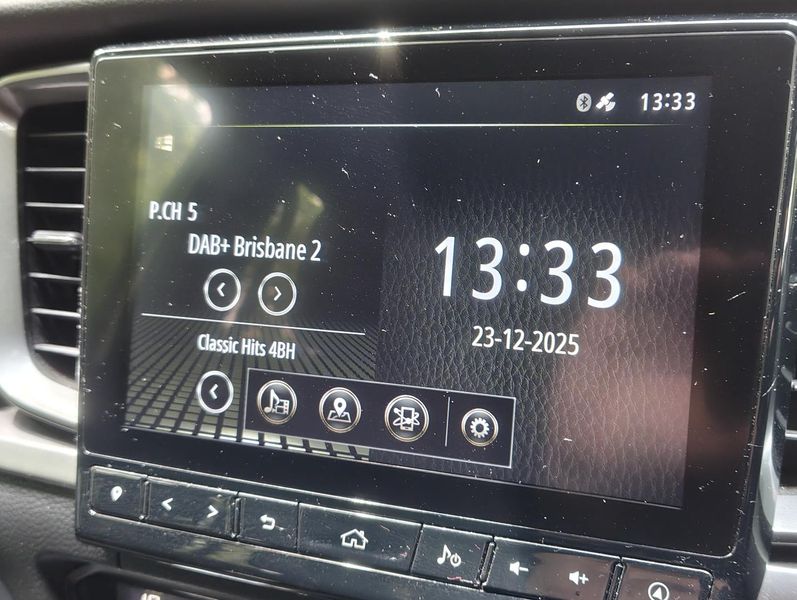 13:33
P.CH 5
DAB+ Brisbane 2
13:33
23-12-2025
Classic Hits 4BH